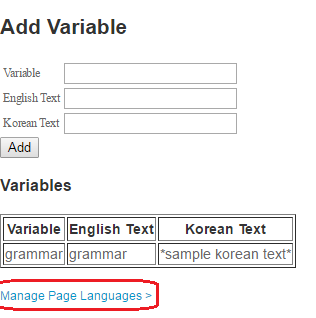 Add Variable
Variable
English Text
Korean Text
Add
Variables
Variable English Text Korean Text
grammar grammar *sample korean text*
Manage Page Languages >